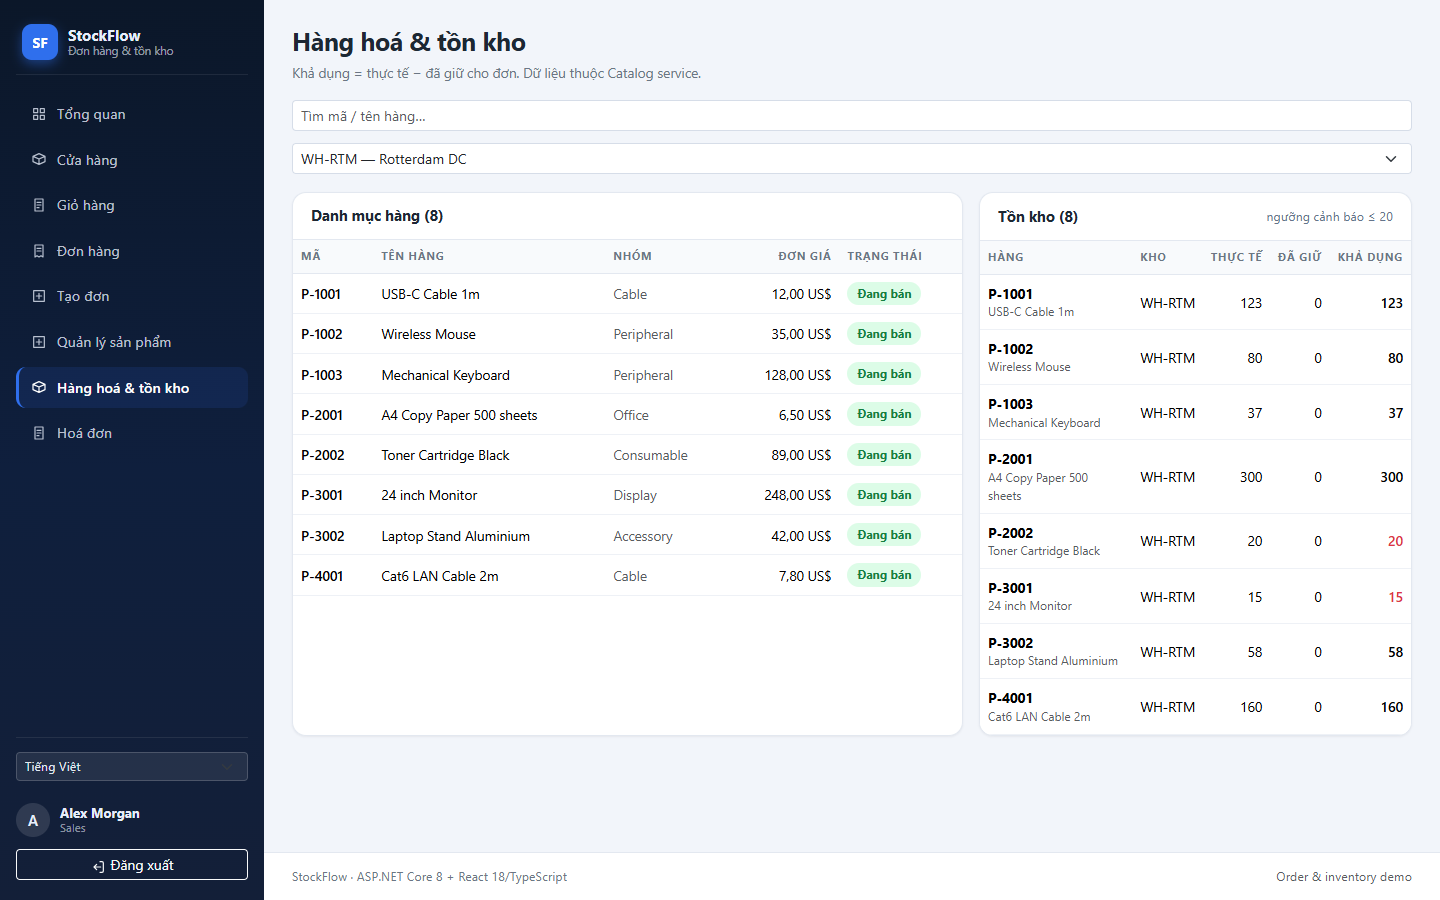 SF
StockFlow
Đơn hàng & tồn kho
Tổng quan
Cửa hàng
Giỏ hàng
Đơn hàng
Tạo đơn
Quản lý sản phẩm
Hàng hoá & tồn kho
Hoá đơn
Tiếng Việt
A
Alex Morgan
Sales
Đăng xuất
Hàng hoá & tồn kho
Khả dụng = thực tế − đã giữ cho đơn. Dữ liệu thuộc Catalog service.
Tìm mã / tên hàng...
WH-RTM — Rotterdam DC
Danh mục hàng (8)
MÃ TÊN HÀNG NHÓM ĐƠN GIÁ TRẠNG THÁI
P-1001 USB-C Cable 1m Cable 12,00 US$ Đang bán
P-1002 Wireless Mouse Peripheral 35,00 US$ Đang bán
P-1003 Mechanical Keyboard Peripheral 128,00 US$ Đang bán
P-2001 A4 Copy Paper 500 sheets Office 6,50 US$ Đang bán
P-2002 Toner Cartridge Black Consumable 89,00 US$ Đang bán
P-3001 24 inch Monitor Display 248,00 US$ Đang bán
P-3002 Laptop Stand Aluminium Accessory 42,00 US$ Đang bán
P-4001 Cat6 LAN Cable 2m Cable 7,80 US$ Đang bán
Tồn kho (8) ngưỡng cảnh báo ≤ 20
HÀNG KHO THỰC TẾ ĐÃ GIỮ KHẢ DỤNG
P-1001
USB-C Cable 1m
WH-RTM 123 0 123
P-1002
Wireless Mouse
WH-RTM 80 0 80
P-1003
Mechanical Keyboard
WH-RTM 37 0 37
P-2001
A4 Copy Paper 500
sheets
WH-RTM 300 0 300
P-2002
Toner Cartridge Black
WH-RTM 20 0 20
P-3001
24 inch Monitor
WH-RTM 15 0 15
P-3002
Laptop Stand Aluminium
WH-RTM 58 0 58
P-4001
Cat6 LAN Cable 2m
WH-RTM 160 0 160
StockFlow · ASP.NET Core 8 + React 18/TypeScript
Order & inventory demo